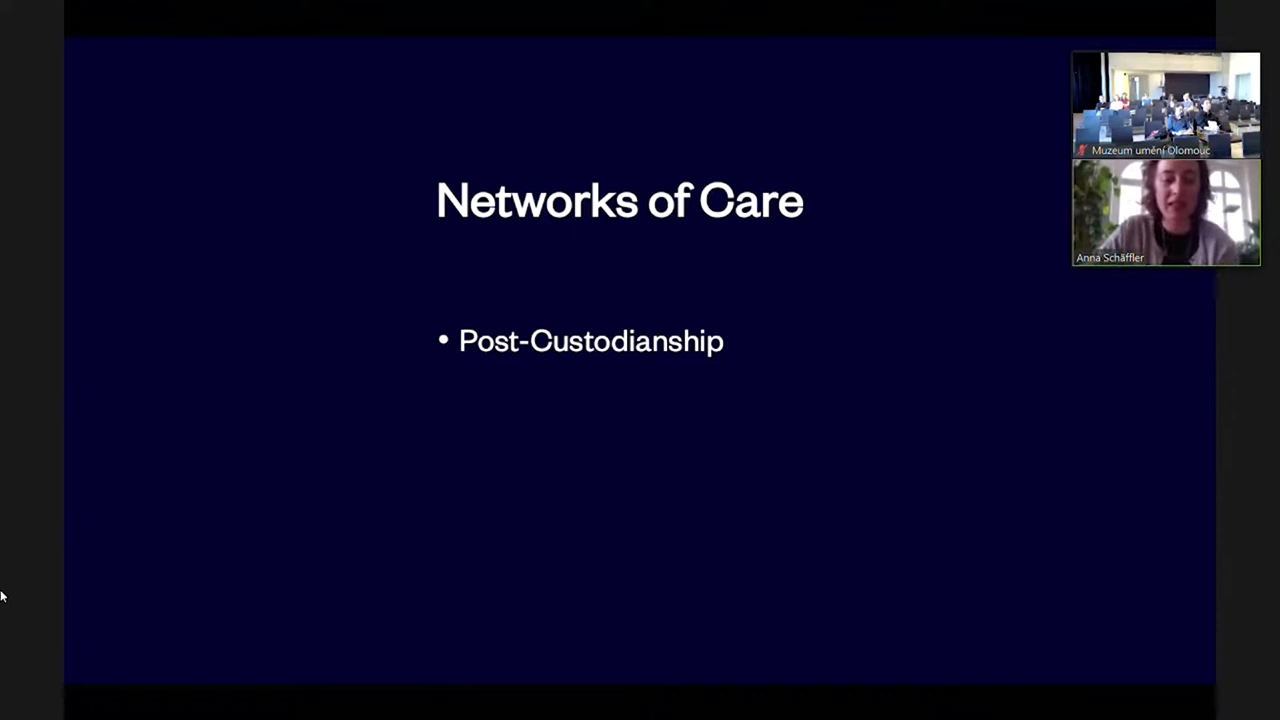 Networks of Care
• Post-Custodianship
Muzeum umění Olomouc
Anna Schäffler